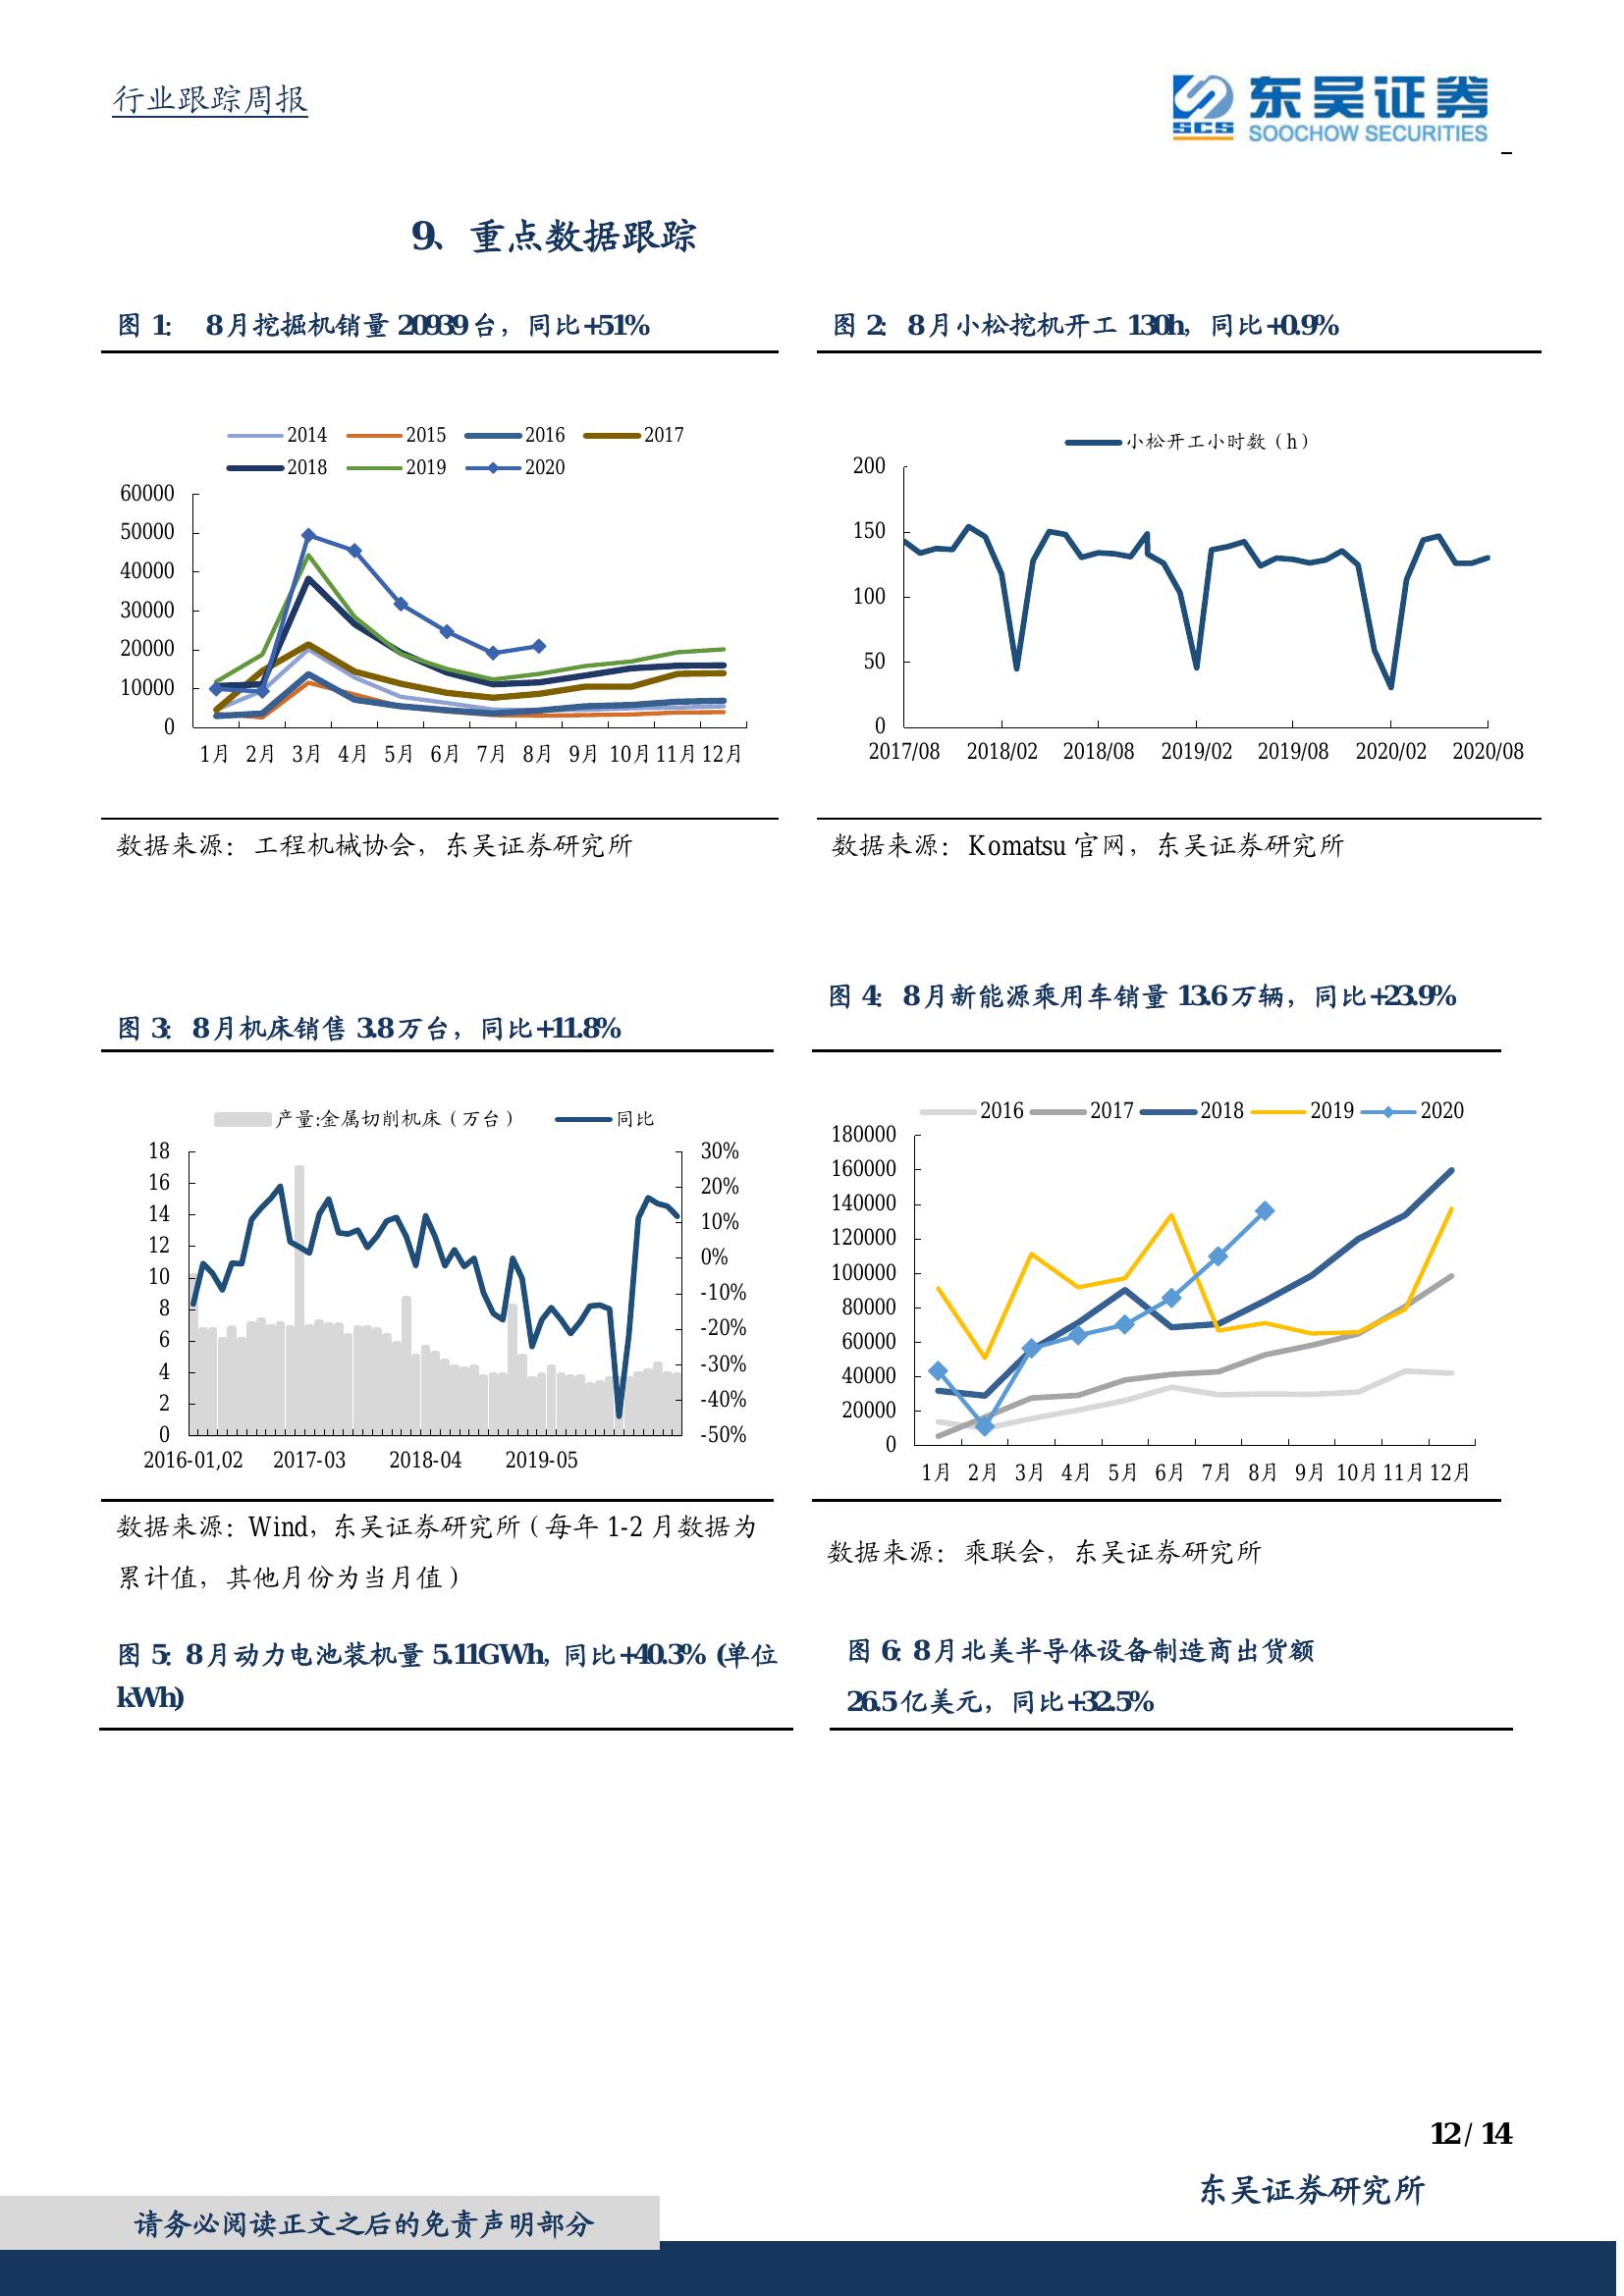 行业跟踪周报
SCS 东吴证券
SOOCHOW SECURITIES
9、重点数据跟踪
图 1: 8月挖掘机销量 20939 台，同比+51%
2014 2015 2016 2017
2018 2019 2020
60000
50000
40000
30000
20000
10000
0
1月 2月 3月 4月 5月 6月 7月 8月 9月 10月 11月 12月
数据来源：工程机械协会，东吴证券研究所
图 2: 8月小松挖机开工 130h，同比+0.9%
小松开工小时数（h）
200
150
100
50
0
2017/08 2018/02 2018/08 2019/02 2019/08 2020/02 2020/08
数据来源：Komatsu 官网，东吴证券研究所
图 3: 8月机床销售 3.8 万台，同比+11.8%
产量:金属切削机床（万台） 同比
18
16
14
12
10
8
6
4
2
0
30%
20%
10%
0%
-10%
-20%
-30%
-40%
-50%
2016-01,02 2017-03 2018-04 2019-05
数据来源：Wind，东吴证券研究所（每年 1-2 月数据为
累计值，其他月份为当月值）
图 4: 8月新能源乘用车销量 13.6 万辆，同比+23.9%
2016 2017 2018 2019 2020
180000
160000
140000
120000
100000
80000
60000
40000
20000
0
1月 2月 3月 4月 5月 6月 7月 8月 9月 10月 11月 12月
数据来源：乘联会，东吴证券研究所
图 5: 8月动力电池装机量 5.11GWh，同比+40.3% (单位
kWh)
图 6: 8月北美半导体设备制造商出货额
26.5 亿美元，同比+32.5%
12 / 14
东吴证券研究所
请务必阅读正文之后的免责声明部分